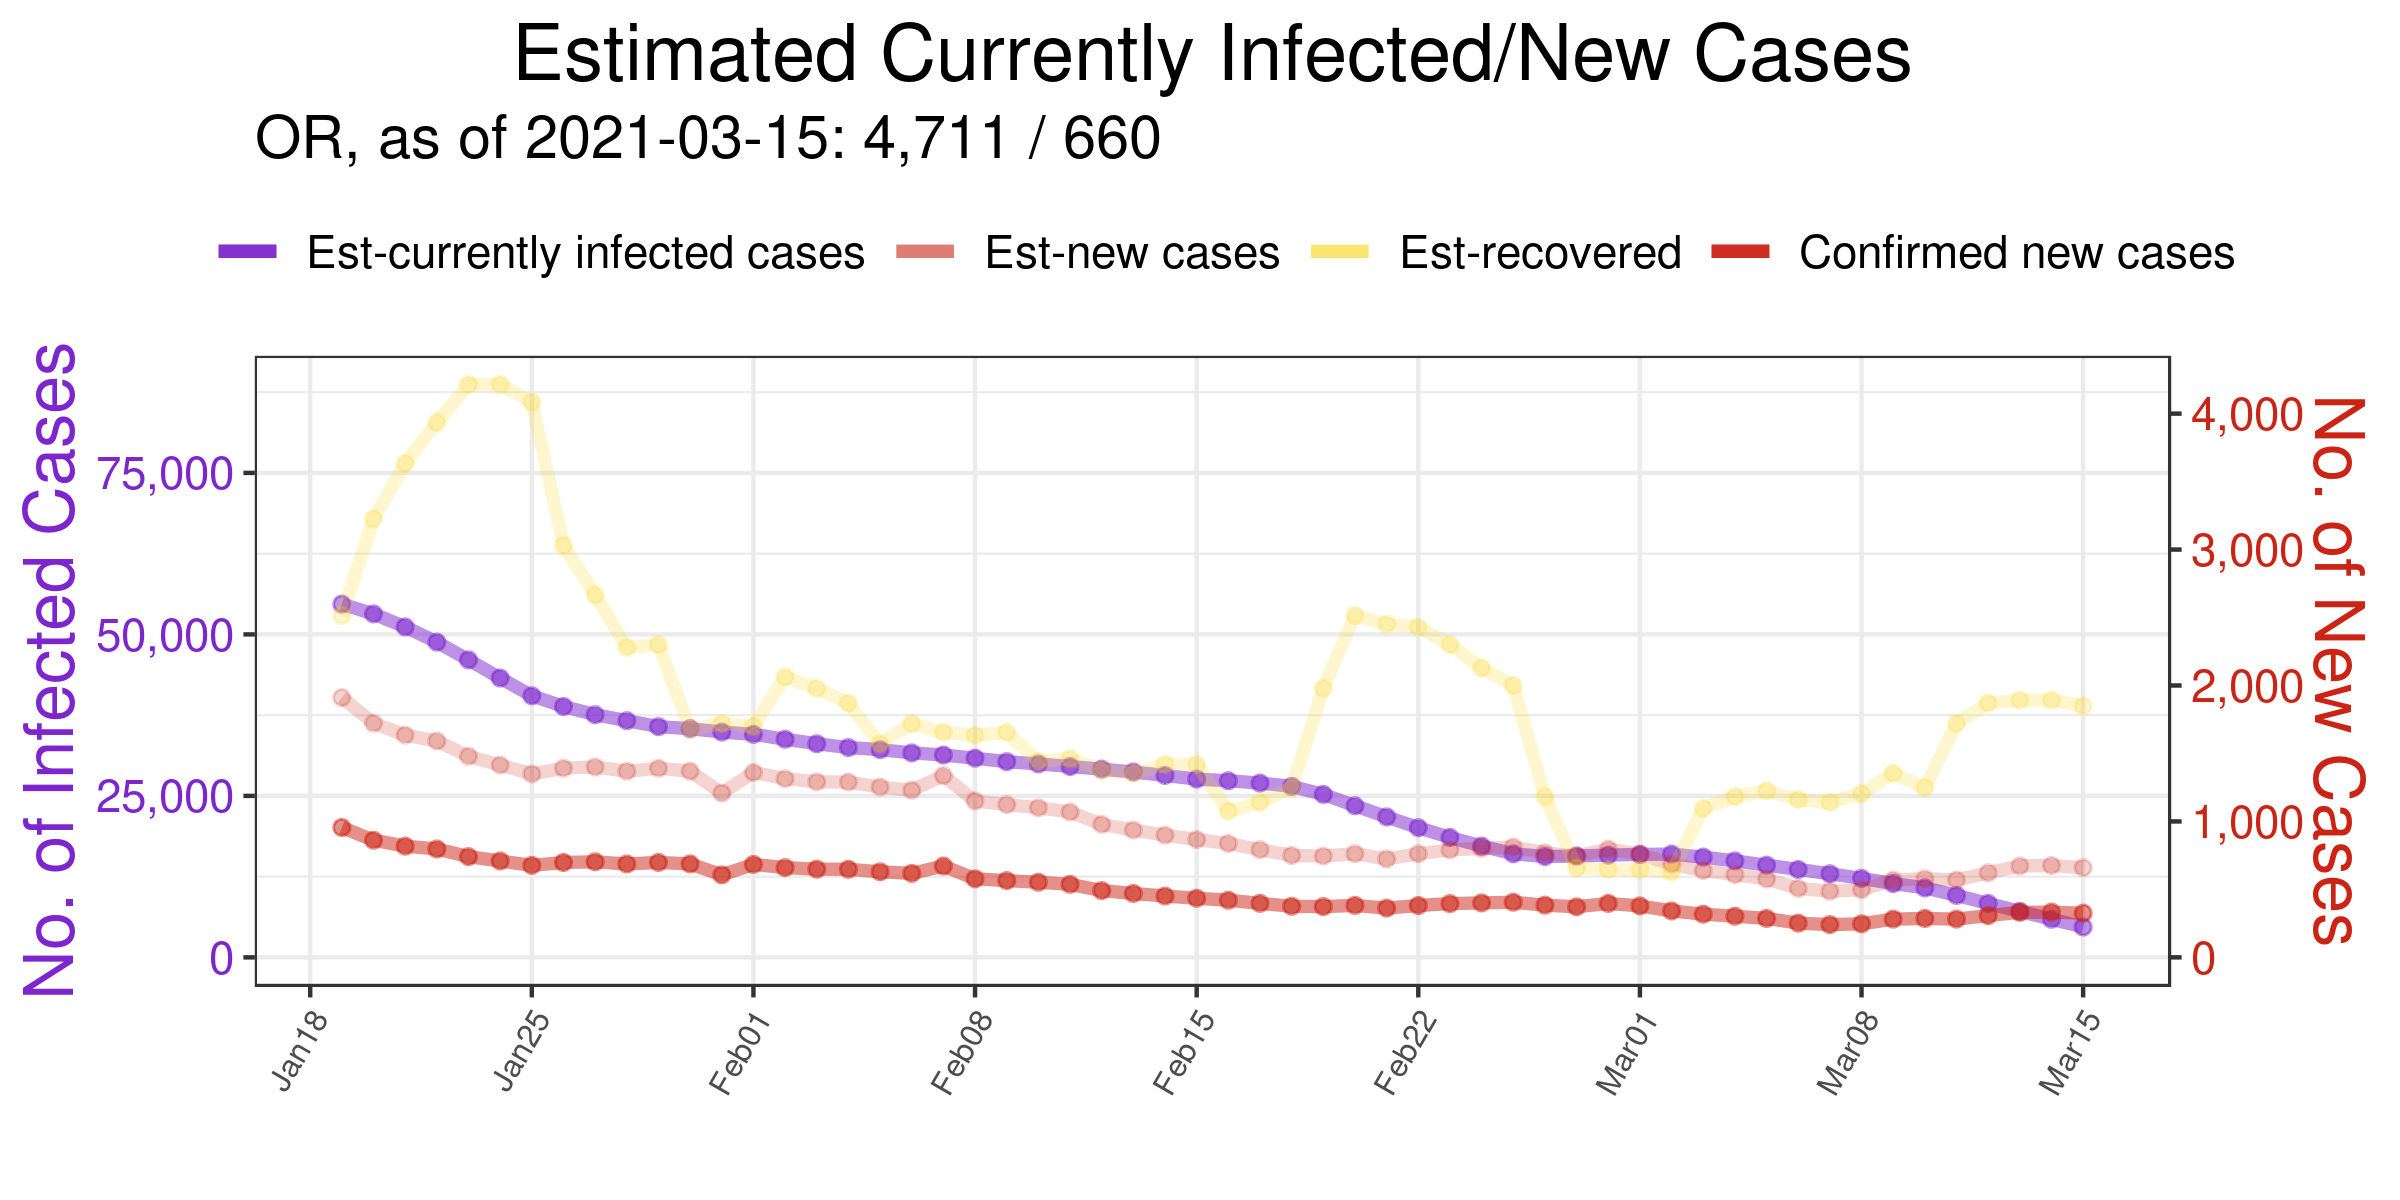 Estimated Currently Infected/New Cases
OR, as of 2021-03-15: 4,711 / 660
Est-currently infected cases Est-new cases Est-recovered Confirmed new cases
No. of Infected Cases
75,000
50,000
25,000
0
4,000
3,000
2,000
1,000
0
No. of New Cases
Jan18 Jan25 Feb01 Feb08 Feb15 Feb22 Mar01 Mar08 Mar15